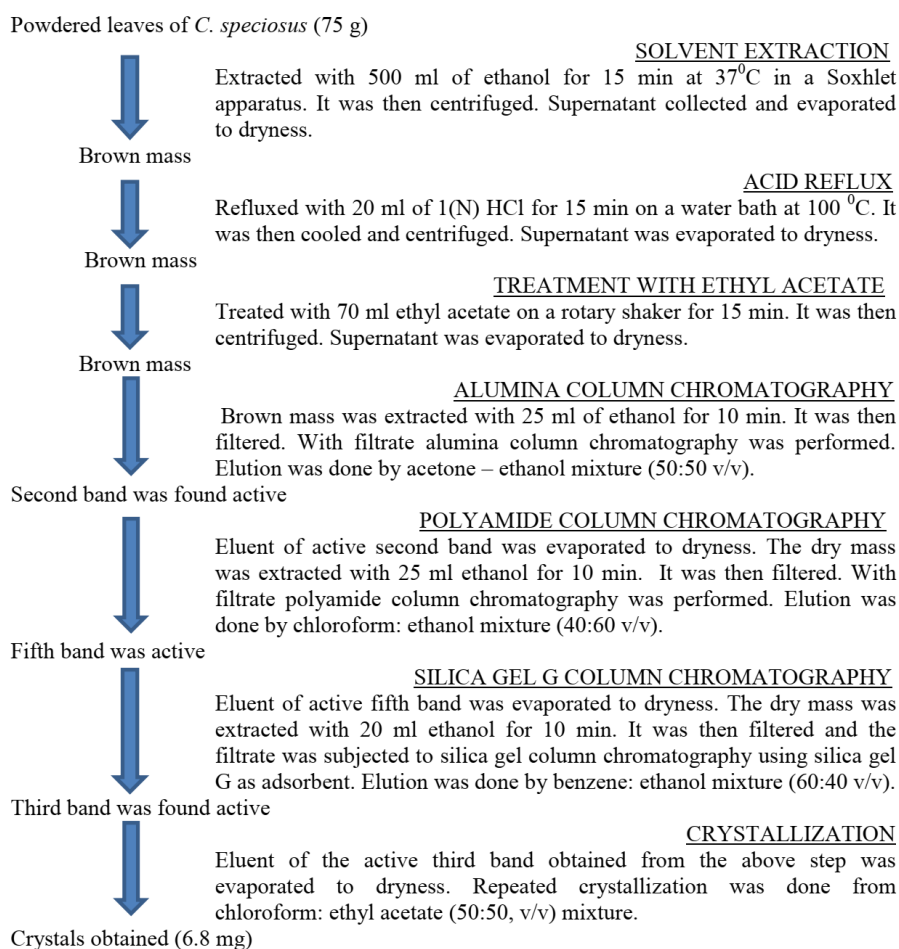 Powdered leaves of C. speciosus (75 g)
SOLVENT EXTRACTION
Extracted with 500 ml of ethanol for 15 min at 37⁰C in a Soxhlet
apparatus. It was then centrifuged. Supernatant collected and evaporated
to dryness.
Brown mass
ACID REFLUX
Refluxed with 20 ml of 1(N) HCl for 15 min on a water bath at 100 ⁰C. It
was then cooled and centrifuged. Supernatant was evaporated to dryness.
Brown mass
TREATMENT WITH ETHYL ACETATE
Treated with 70 ml ethyl acetate on a rotary shaker for 15 min. It was then
centrifuged. Supernatant was evaporated to dryness.
Brown mass
ALUMINA COLUMN CHROMATOGRAPHY
Brown mass was extracted with 25 ml of ethanol for 10 min. It was then
filtered. With filtrate alumina column chromatography was performed.
Elution was done by acetone – ethanol mixture (50:50 v/v).
Second band was found active
POLYAMIDE COLUMN CHROMATOGRAPHY
Eluent of active second band was evaporated to dryness. The dry mass
was extracted with 25 ml ethanol for 10 min. It was then filtered. With
filtrate polyamide column chromatography was performed. Elution was
done by chloroform: ethanol mixture (40:60 v/v).
Fifth band was active
SILICA GEL G COLUMN CHROMATOGRAPHY
Eluent of active fifth band was evaporated to dryness. The dry mass was
extracted with 20 ml ethanol for 10 min. It was then filtered and the
filtrate was subjected to silica gel column chromatography using silica gel
G as adsorbent. Elution was done by benzene: ethanol mixture (60:40 v/v).
Third band was found active
CRYSTALLIZATION
Eluent of the active third band obtained from the above step was
evaporated to dryness. Repeated crystallization was done from
chloroform: ethyl acetate (50:50, v/v) mixture.
Crystals obtained (6.8 mg)